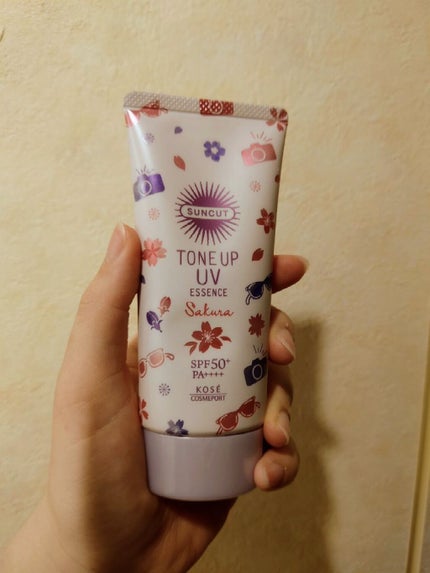 SUNCUT
TONE UP
UV
ESSENCE
Sakura
SPF50+
PA++++
KOSÉ
COSMEPORT